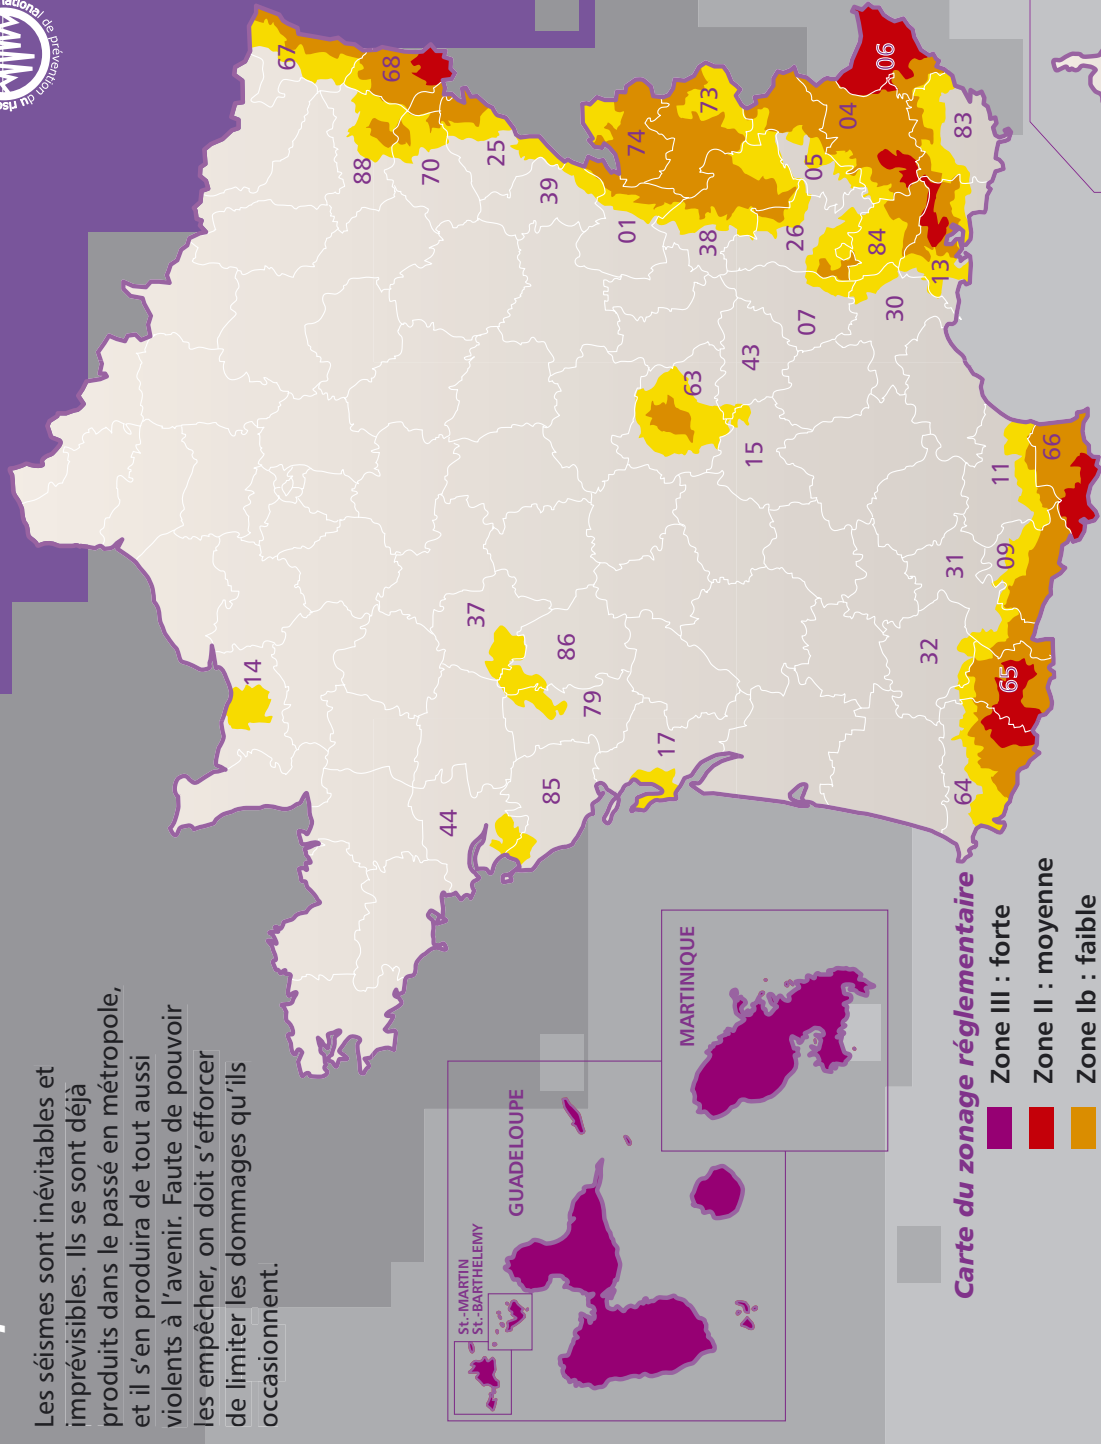 national de prévention du risq
Les séismes sont inévitables et
imprévisibles. Ils se sont déjà
produits dans le passé en métropole,
et il s'en produira de tout aussi
violents à l'avenir. Faute de pouvoir
les empêcher, on doit s'efforcer
de limiter les dommages qu'ils
occasionnent.
67
68
88
70
25
39
14
37
86
79
44
85
17
01
74
73
38
26
05
04
06
83
84
13
30
07
43
63
15
11
66
09
31
32
65
64
St.-MARTIN
St.-BARTHELEMY
GUADELOUPE
MARTINIQUE
Carte du zonage réglementaire
Zone III : forte
Zone II : moyenne
Zone Ib : faible